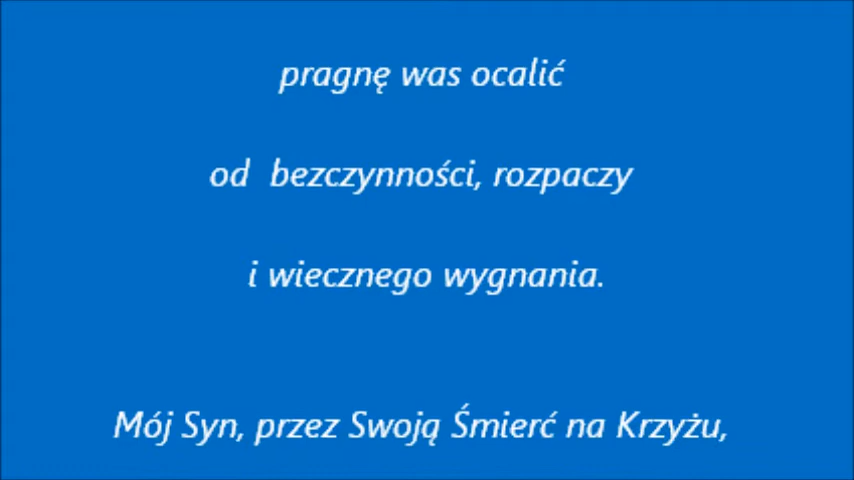 pragnę was ocalić
od bezczynności, rozpaczy
i wiecznego wygnania.
Mój Syn, przez Swoją Śmierć na Krzyżu,